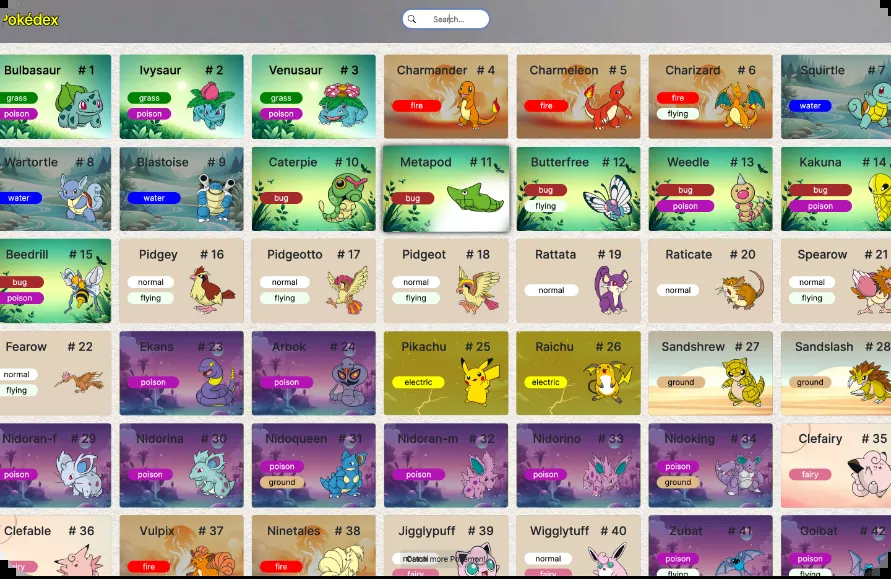 Pokédex
Search...
Bulbasaur # 1
grass
poison
Ivysaur # 2
grass
poison
Venusaur # 3
grass
poison
Charmander # 4
fire
Charmeleon # 5
fire
Charizard # 6
fire
flying
Squirtle # 7
water
Wartortle # 8
water
Blastoise # 9
water
Caterpie # 10
bug
Metapod # 11
bug
Butterfree # 12
bug
flying
Weedle # 13
bug
poison
Kakuna # 14
bug
poison
Beedrill # 15
bug
poison
Pidgey # 16
normal
flying
Pidgeotto # 17
normal
flying
Pidgeot # 18
normal
flying
Rattata # 19
normal
Raticate # 20
normal
Spearow # 21
normal
flying
Fearow # 22
normal
flying
Ekans # 23
poison
Arbok # 24
poison
Pikachu # 25
electric
Raichu # 26
electric
Sandshrew # 27
ground
Sandslash # 28
ground
Nidoran-f # 29
poison
Nidorina # 30
poison
Nidoqueen # 31
poison
ground
Nidoran-m # 32
poison
Nidorino # 33
poison
Nidoking # 34
poison
ground
Clefairy # 35
fairy
Clefable # 36
fairy
Vulpix # 37
fire
Ninetales # 38
fire
Jigglypuff # 39
normal
fairy
Catch more Pokemon!
Wigglytuff # 40
normal
fairy
Zubat # 41
poison
flying
Golbat # 42
poison
flying